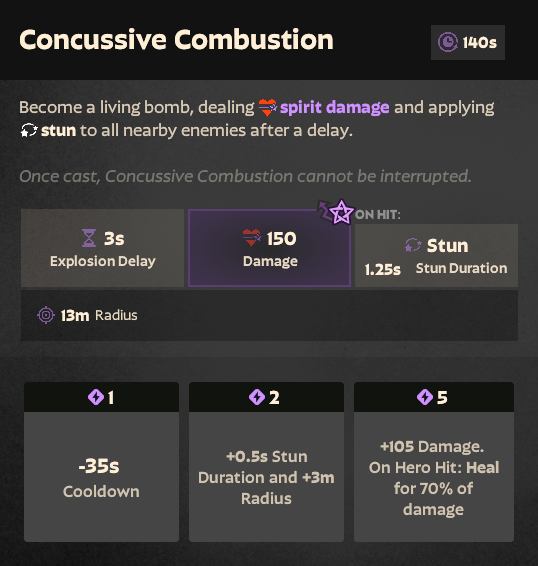 Concussive Combustion
140s
Become a living bomb, dealing spirit damage and applying
stun to all nearby enemies after a delay.
Once cast, Concussive Combustion cannot be interrupted.
3s
Explosion Delay
150
Damage
ON HIT:
Stun
1.25s Stun Duration
13m Radius
1
-35s
Cooldown
2
+0.5s Stun
Duration and +3m
Radius
5
+105 Damage.
On Hero Hit: Heal
for 70% of
damage